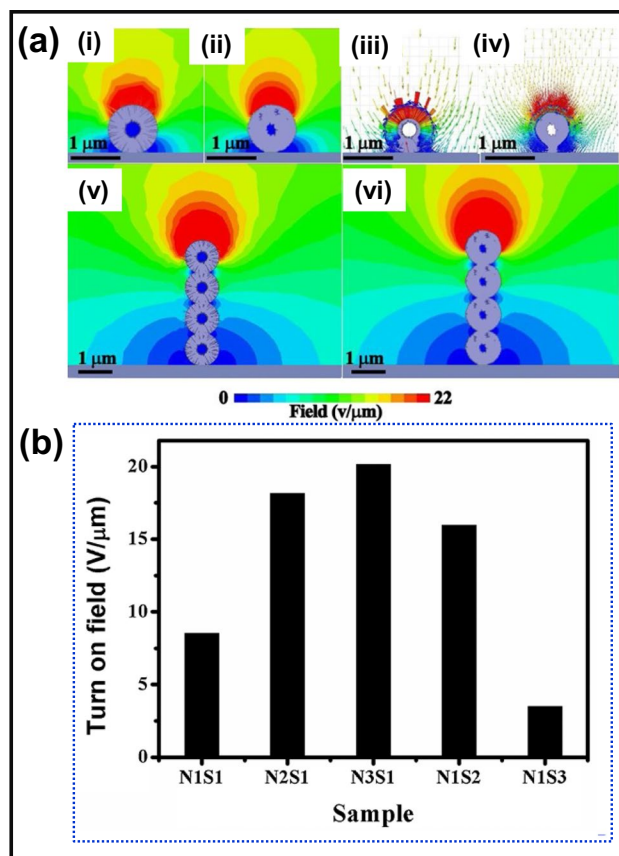 (a)
(i)
(ii)
(iii)
(iv)
1 μm
1 μm
1 μm
1 μm
(v)
(vi)
1 μm
1 μm
0
22
Field (v/μm)
(b)
Turn on field (V/μm)
20
15
10
5
0
N1S1
N2S1
N3S1
N1S2
N1S3
Sample